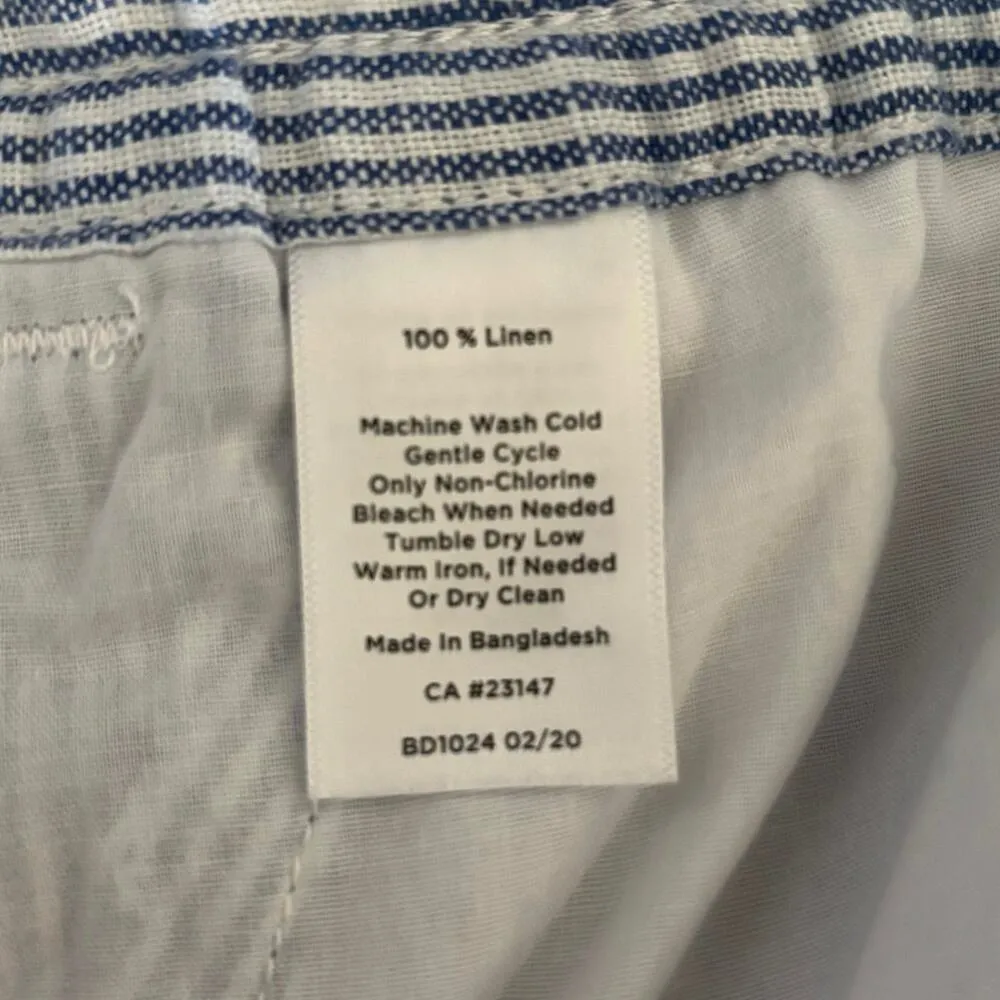 100 % Linen
Machine Wash Cold
Gentle Cycle
Only Non-Chlorine
Bleach When Needed
Tumble Dry Low
Warm Iron, If Needed
Or Dry Clean
Made In Bangladesh
CA #23147
BD1024 02/20